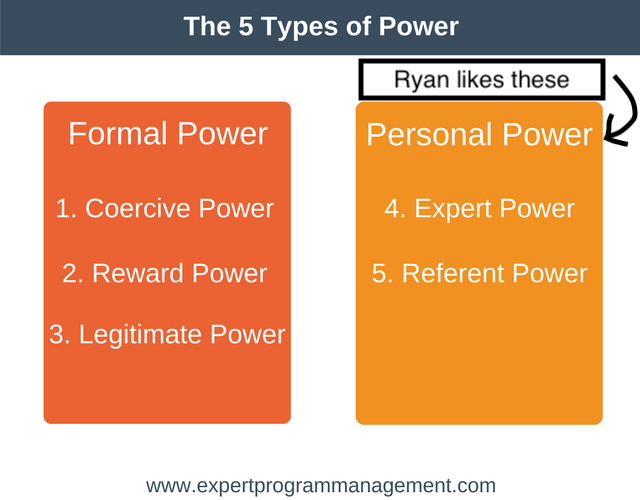 The 5 Types of Power
Ryan likes these
Formal Power
1. Coercive Power
2. Reward Power
3. Legitimate Power
Personal Power
4. Expert Power
5. Referent Power
www.expertprogrammanagement.com